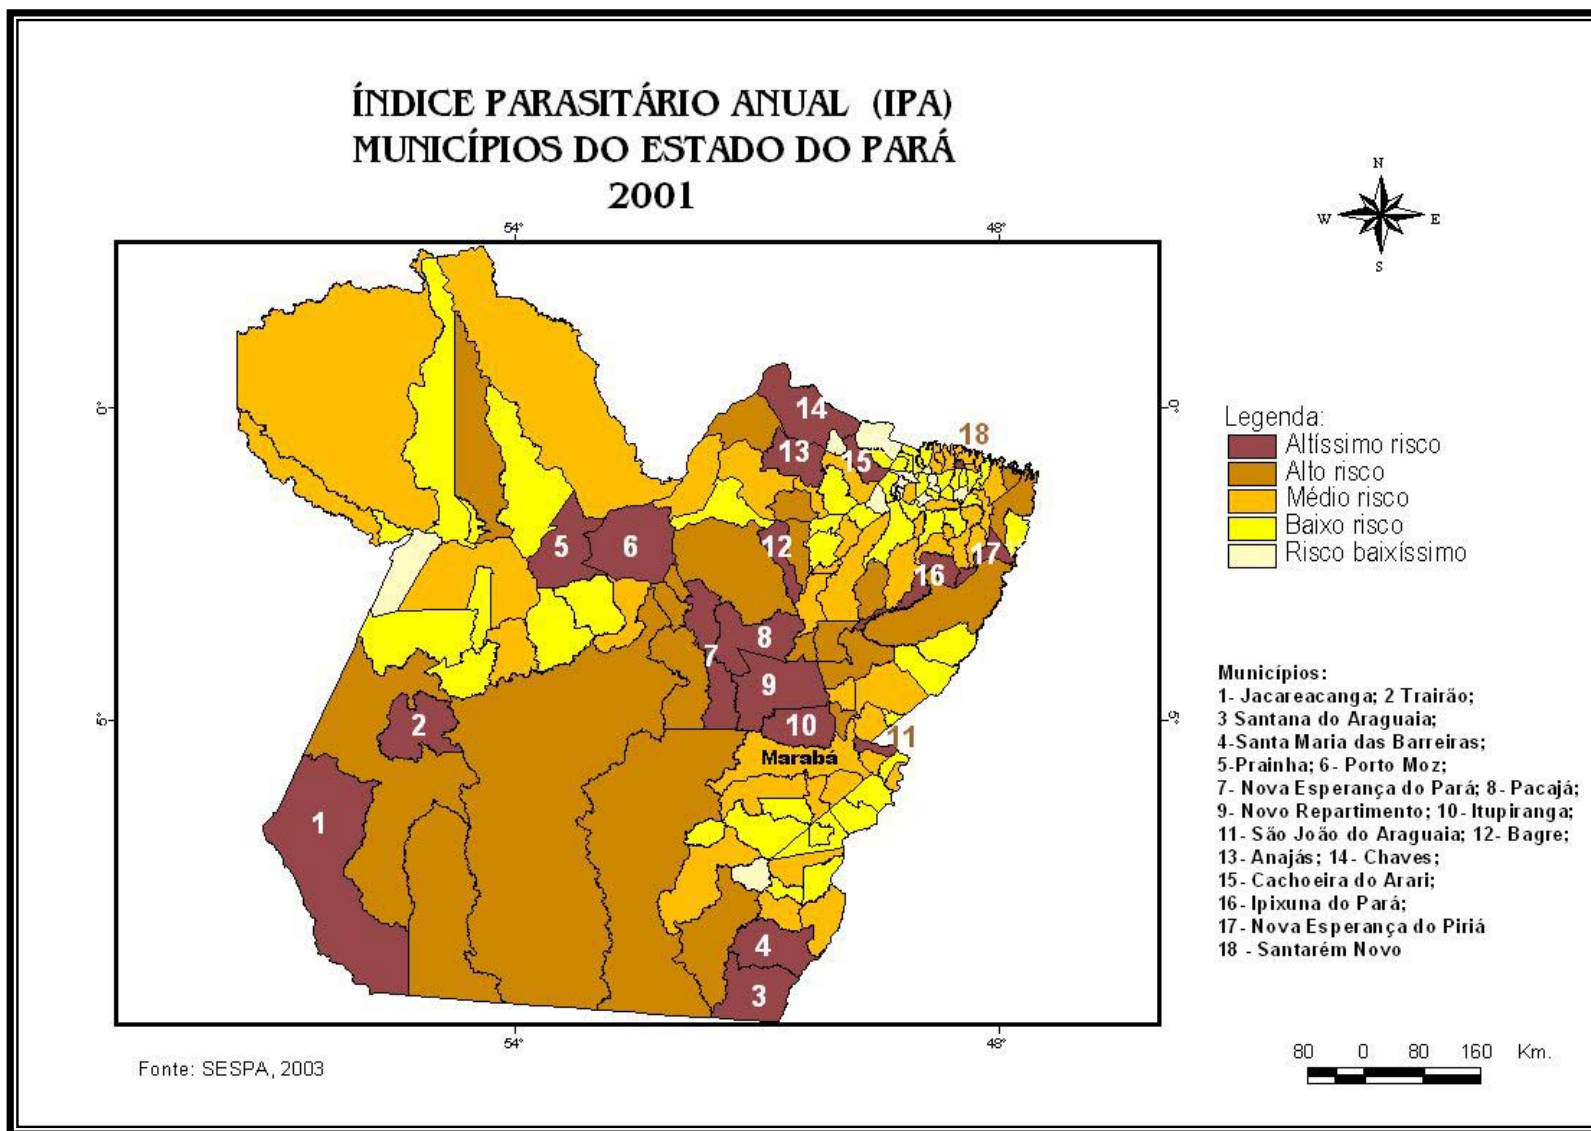 ÍNDICE PARASITÁRIO ANUAL (IPA)
MUNICÍPIOS DO ESTADO DO PARÁ
2001
N
W E
S
54° 48°
0° 0°
5° 5°
54° 48°
14
18
13
15
5
6
12
17
16
8
7
9
2
10
11
Marabá
1
4
3
Legenda:
Altíssimo risco
Alto risco
Médio risco
Baixo risco
Risco baixíssimo
Municípios:
1- Jacareacanga; 2 Trairão;
3 Santana do Araguaia;
4-Santa Maria das Barreiras;
5-Prainha; 6- Porto Moz;
7- Nova Esperança do Pará; 8- Pacajá;
9- Novo Repartimento; 10- Itupiranga;
11- São João do Araguaia; 12- Bagre;
13- Anajás; 14- Chaves;
15- Cachoeira do Arari;
16- Ipixuna do Pará;
17- Nova Esperança do Piriá
18 - Santarém Novo
80 0 80 160 Km.
Fonte: SESPA, 2003